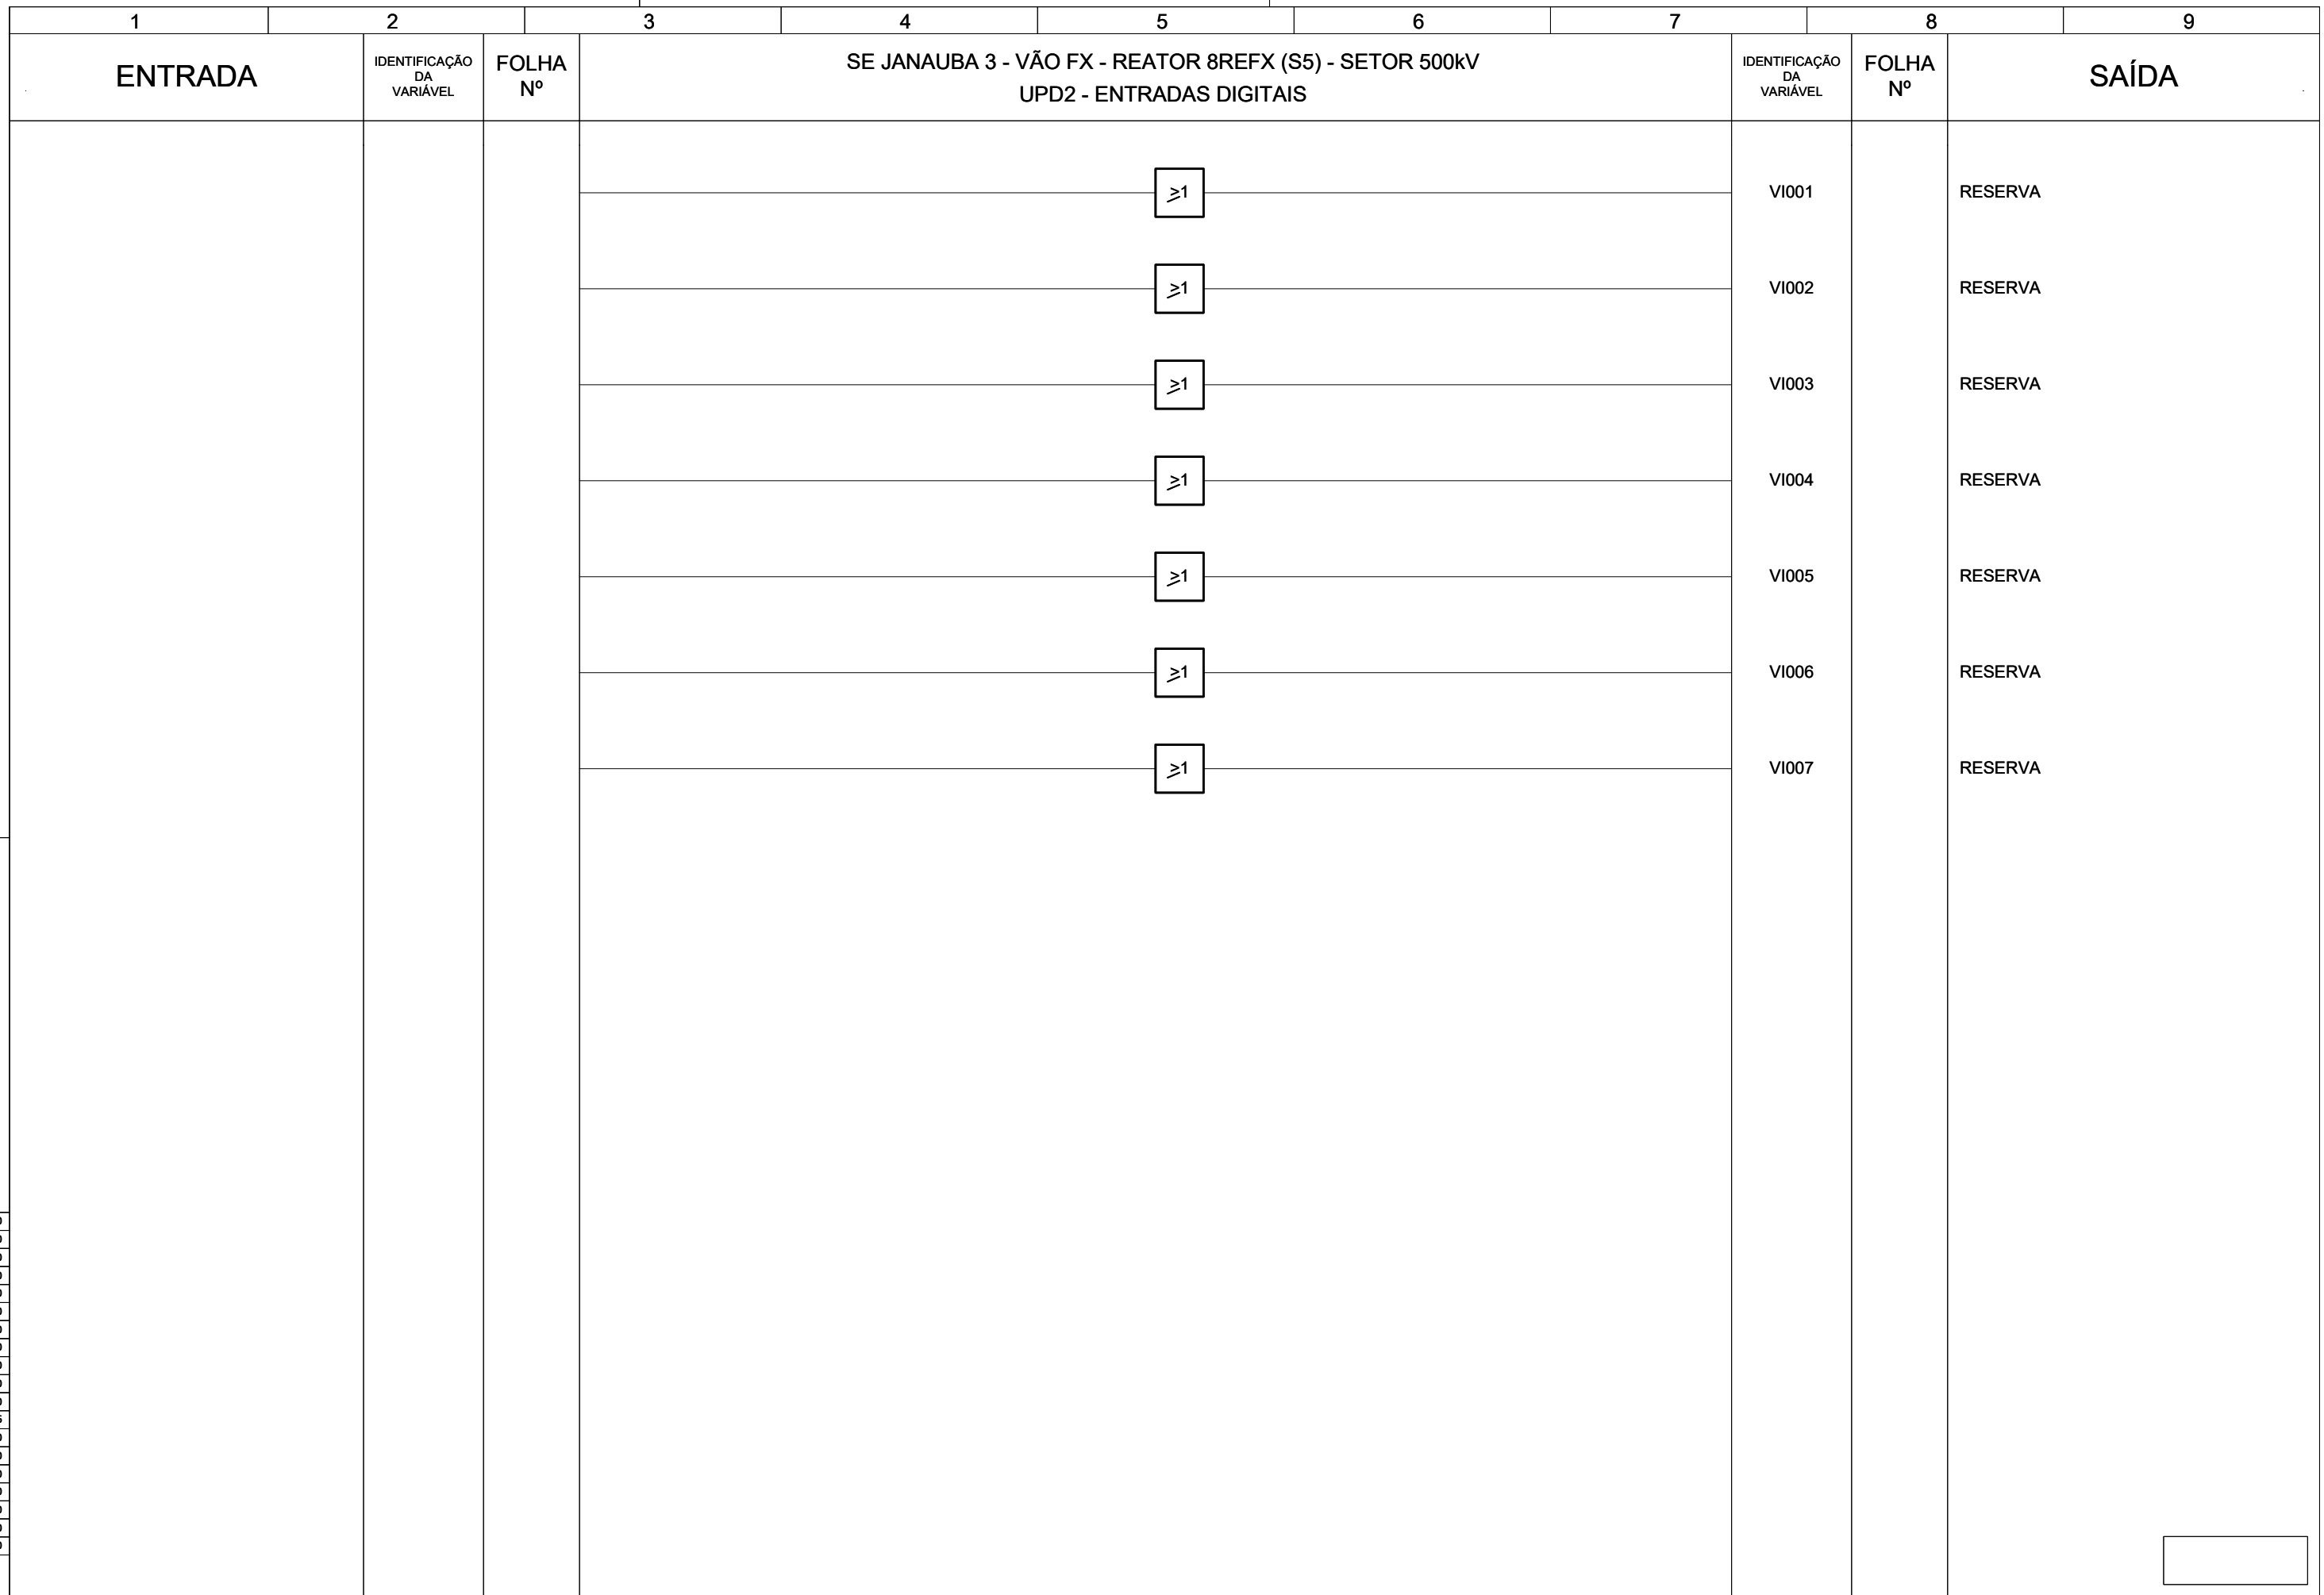 1 2 3 4 5 6 7 8 9
ENTRADA
IDENTIFICAÇÃO
DA
VARIÁVEL
FOLHA
Nº
SE JANAUBA 3 - VÃO FX - REATOR 8REFX (S5) - SETOR 500kV
UPD2 - ENTRADAS DIGITAIS
IDENTIFICAÇÃO
DA
VARIÁVEL
FOLHA
Nº
SAÍDA
≥1 VI001 RESERVA
≥1 VI002 RESERVA
≥1 VI003 RESERVA
≥1 VI004 RESERVA
≥1 VI005 RESERVA
≥1 VI006 RESERVA
≥1 VI007 RESERVA